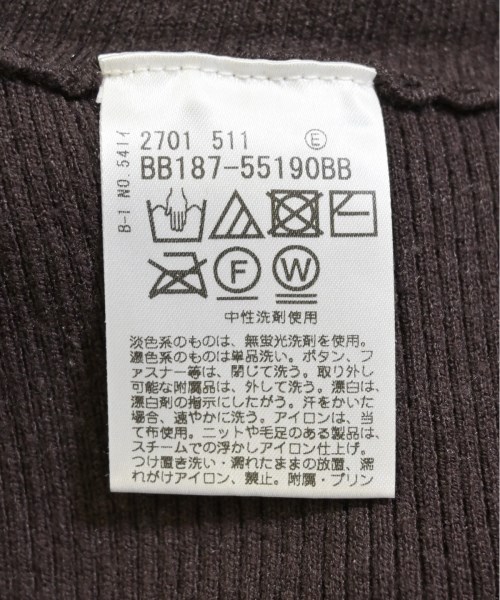 B-1 NO.541イ
2701 511 Ⓔ
BB187-55190BB
F W
中性洗剤使用
淡色系のものは、無蛍光洗剤を使用。
濃色系のものは単品洗い。ボタン、ファ
スナー等は、閉じて洗う。取り外し
可能な附属品は、外して洗う。漂白は、
漂白剤の指示にしたがう。汗をかいた
場合、速やかに洗う。アイロンは、当
て布使用。ニットや毛足のある製品は、
スチームでの浮かしアイロン仕上げ。
つけ置き洗い・濡れたままの放置、濡
れがけアイロン、禁止。附属・プリン